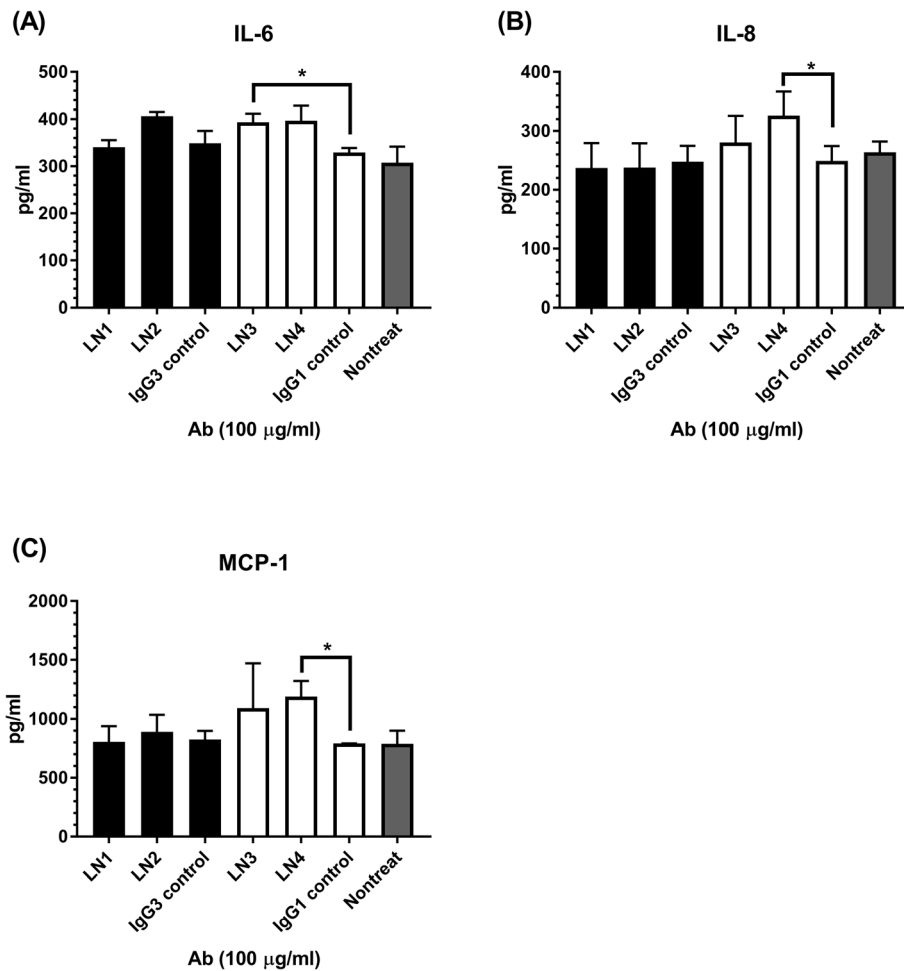 (A)
IL-6
500
400
300
200
100
0
pg/ml
*
LN1
LN2
IgG3 control
LN3
LN4
IgG1 control
Nontreat
Ab (100 μg/ml)
(B)
IL-8
400
300
200
100
0
pg/ml
*
LN1
LN2
IgG3 control
LN3
LN4
IgG1 control
Nontreat
Ab (100 μg/ml)
(C)
MCP-1
2000
1500
1000
500
0
pg/ml
*
LN1
LN2
IgG3 control
LN3
LN4
IgG1 control
Nontreat
Ab (100 μg/ml)